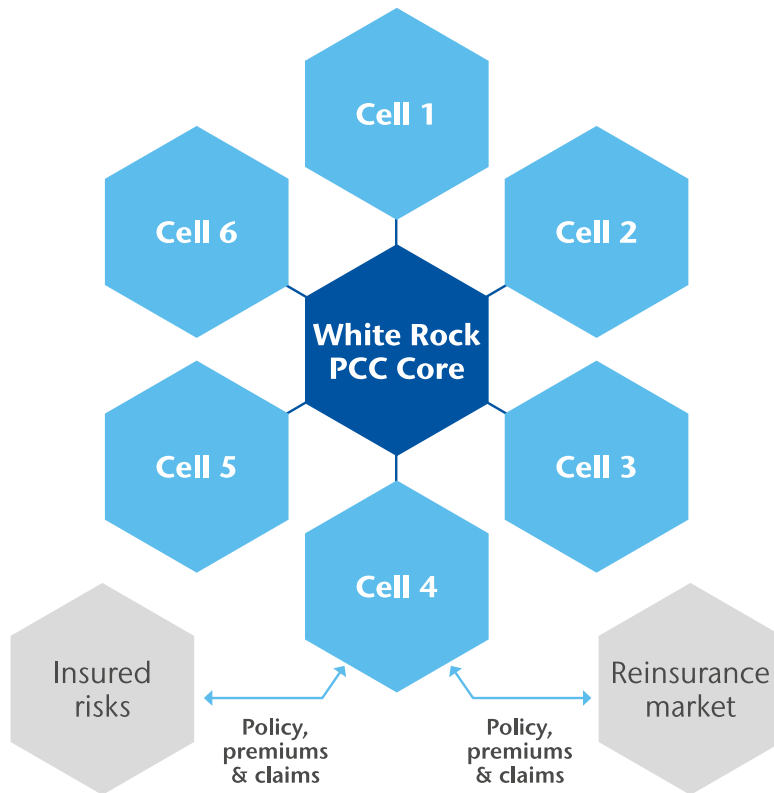 Cell 1
Cell 6
Cell 2
White Rock
PCC Core
Cell 5
Cell 3
Cell 4
Insured
risks
Reinsurance
market
Policy,
premiums
& claims
Policy,
premiums
& claims